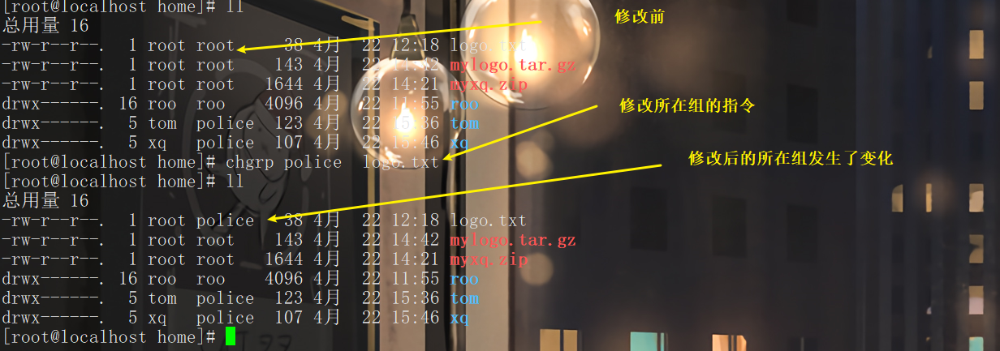 [root@localhost home]# ll
修改前
总用量 16
-rw-r--r--. 1 root root 38 4月 22 12:18 logo.txt
-rw-r--r--. 1 root root 143 4月 22 14:42 mylogo.tar.gz
-rw-r--r--. 1 root root 1644 4月 22 14:21 myxq.zip
drwx------. 16 roo roo 4096 4月 22 11:55 roo
修改所在组的指令
drwx------. 5 tom police 123 4月 22 15:36 tom
drwx------. 5 xq police 107 4月 22 15:46 xq
修改后的所在组发生了变化
[root@localhost home]# chgrp police logo.txt
[root@localhost home]# ll
总用量 16
-rw-r--r--. 1 root police 38 4月 22 12:18 logo.txt
-rw-r--r--. 1 root root 143 4月 22 14:42 mylogo.tar.gz
-rw-r--r--. 1 root root 1644 4月 22 14:21 myxq.zip
drwx------. 16 roo roo 4096 4月 22 11:55 roo
drwx------. 5 tom police 123 4月 22 15:36 tom
drwx------. 5 xq police 107 4月 22 15:46 xq
[root@localhost home]#